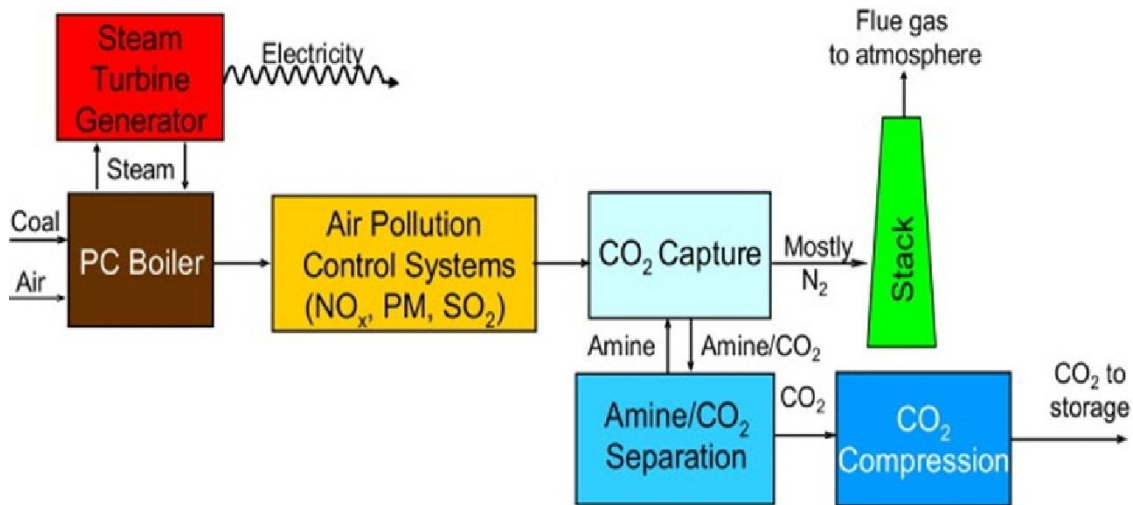 Steam
Turbine
Generator
Electricity
Flue gas
to atmosphere
Steam
Coal
Air
PC Boiler
Air Pollution
Control Systems
(NOₓ, PM, SO₂)
CO₂ Capture
Mostly
N₂
Stack
Amine
Amine/CO₂
Amine/CO₂
Separation
CO₂
CO₂
Compression
CO₂ to
storage